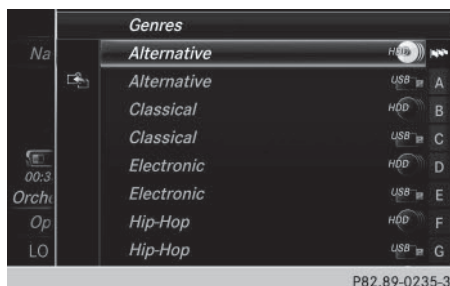 Genres
Na
Alternative HDD
Alternative USB A
Classical HDD B
Classical USB C
Electronic HDD D
00:3
Orche
Electronic USB E
Op
Hip-Hop HDD F
LO
Hip-Hop USB G
P82.89-0235-3